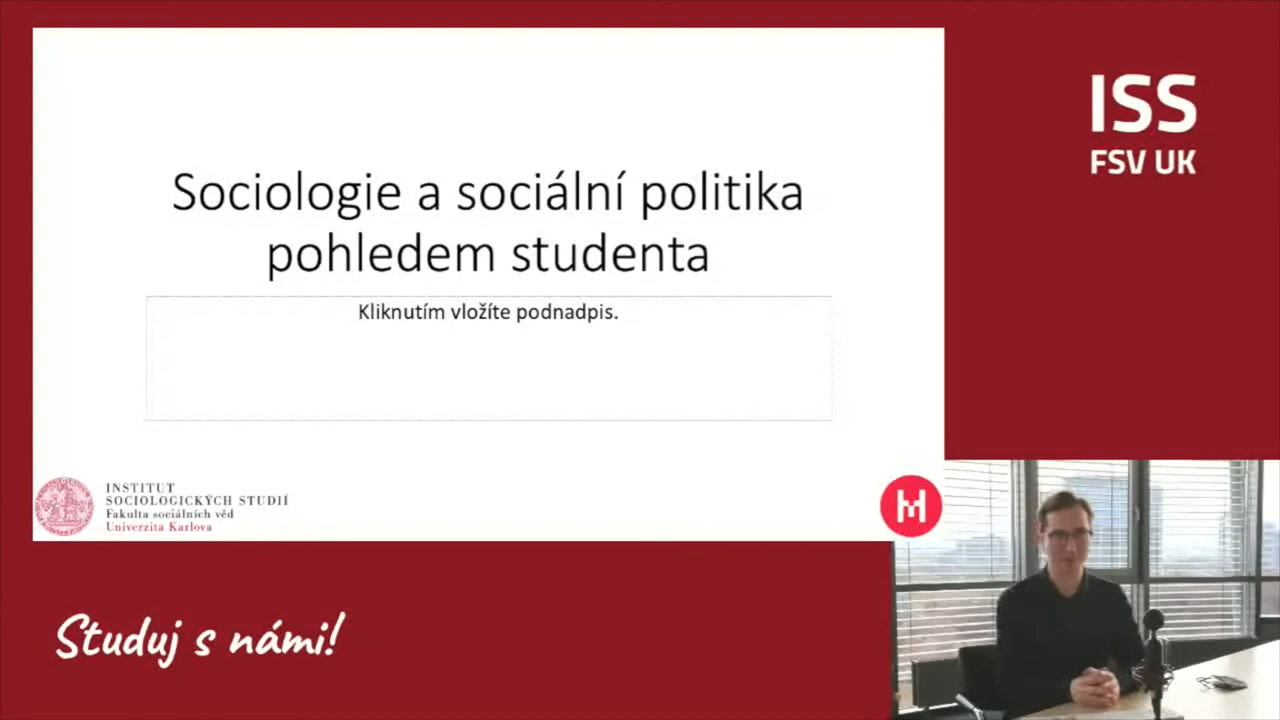 Sociologie a sociální politika
pohledem studenta
Kliknutím vložíte podnadpis.
INSTITUT
SOCIOLOGICKÝCH STUDIÍ
Fakulta sociálních věd
Univerzita Karlova
M
ISS
FSV UK
Studuj s námi!